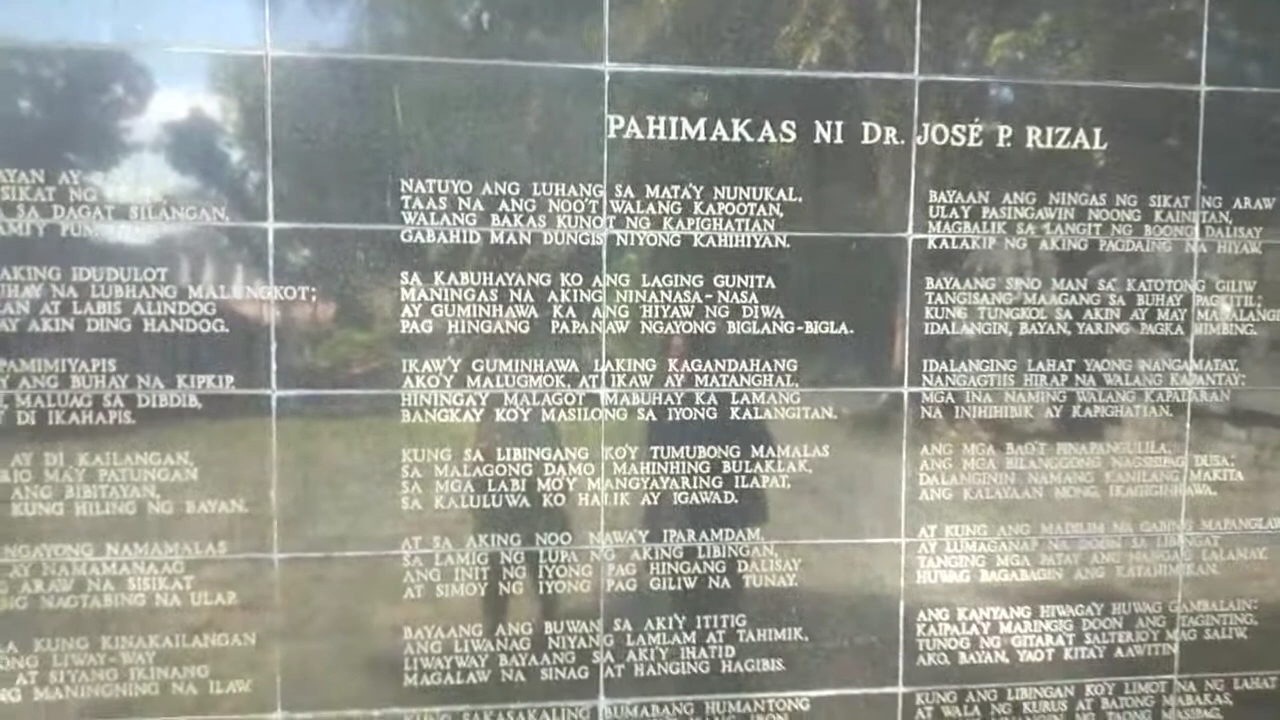 PAHIMAKAS NI DR. JOSÉ P. RIZAL
AYAN AY
SIKAT NG
SA DAGAT SILANGAN,
AKING IDUDULOT
NA LUBHANG MALUNGKOT;
AT LABIS ALINDOG
AY AKIN DING HANDOG.
PAMIMIYAPIS
ANG BUHAY NA KIPKIP,
MALUAG SA DIBDIB,
DI IKAHAPIS.
AY DI KAILANGAN,
MAY PATUNGAN
ANG BIBITAYAN,
KUNG HILING NG BAYAN.
NGAYONG NAMAMALAS
AY NAMAMANAAG
ARAW NA SISIKAT
NAGTABING NA ULAP.
KUNG KINAKAILANGAN
LIWAY-WAY
AT SIYANG IKINANG
MANINGNING NA ILAW.
NATUYO ANG LUHANG SA MATA'Y NUNUKAL,
TAAS NA ANG NOO'T WALANG KAPOOTAN,
WALANG BAKAS KUNOT NG KAPIGHATIAN
GABAHID MAN DUNGIS NIYONG KAHIHIYAN.
SA KABUHAYANG KO ANG LAGING GUNITA
MANINGAS NA AKING NINANASA-NASA
AY GUMINHAWA KA ANG HIYAW NG DIWA
PAG HINGANG PAPANAW NGAYONG BIGLANG-BIGLA.
IKAW'Y GUMINHAWA LAKING KAGANDAHANG
AKO'Y MALUGMOK, AT IKAW AY MATANGHAL,
HININGAY MALAGOT MABUHAY KA LAMANG
BANGKAY KO'Y MASILONG SA IYONG KALANGITAN.
KUNG SA LIBINGANG KO'Y TUMUBONG MAMALAS
SA MALAGONG DAMO MAHINHING BULAKLAK,
SA MGA LABI MO'Y MANGYAYARING ILAPAT,
SA KALULUWA KO HALIK AY IGAWAD.
AT SA AKING NOO NAWA'Y IPARAMDAM,
SA LAMIG NG LUPA NG AKING LIBINGAN,
ANG INIT NG IYONG PAG HINGANG DALISAY
AT SIMOY NG IYONG PAG GILIW NA TUNAY.
BAYAANG ANG BUWAN SA AKI'Y ITITIG
ANG LIWANAG NIYANG LAMLAM AT TAHIMIK,
LIWAYWAY BAYAANG SA AKI'Y IHATID
MAGALAW NA SINAG AT HANGING HAGIBIS.
KUNG SAKASAKALING BUMABANG HUMANTONG
BAYAAN ANG NINGAS NG SIKAT NG ARAW
ULAY PASINGAWIN NOONG KAINITAN,
MAGBALIK SA LANGIT NG BOONG DALISAY
KALAKIP NG AKING PAGDAING NA HIYAW.
BAYAANG SINO MAN SA KATOTONG GILIW
TANGISANG MAAGANG SA BUHAY PAGKITIL;
KUNG TUNGKOL SA AKIN AY MAY MANALANGI
IDALANGIN, BAYAN, YARING PAGKA HIMBING.
IDALANGING LAHAT YAONG NANGAMATAY,
NANGAGTIIS HIRAP NA WALANG KAPANTAY;
MGA INA NAMING WALANG KAPALARAN
NA INIHIHIBIK AY KAPIGHATIAN.
ANG MGA BAO'T PINAPANGULILA,
ANG MGA BILANGGONG NAGSISIPAG DUSA;
DALANGININ NAMANG KANILANG MAKITA
ANG KALAYAAN MONG, IKAGIGINHAWA.
AT KUNG ANG MADILIM NA GABING MAPANGLAW
AY LUMAGANAP NA DOON SA LIBINGA'T
TANGING MGA PATAY ANG NANGAG LALAMAY,
HUWAG BAGABAGIN ANG KATAHIMIKAN.
ANG KANYANG HIWAGA'Y HUWAG GAMBALAIN:
KAIPALAY MARINGIG DOON ANG TAGINTING,
TUNOG NG GITARA'T SALTERIO'Y MAG SALIW,
AKO, BAYAN, YAO'T KITA'Y AAWITIN
KUNG ANG LIBINGAN KO'Y LIMOT NA NG LAHAT
AT WALA NG KURUS AT BATONG MABAKAS,